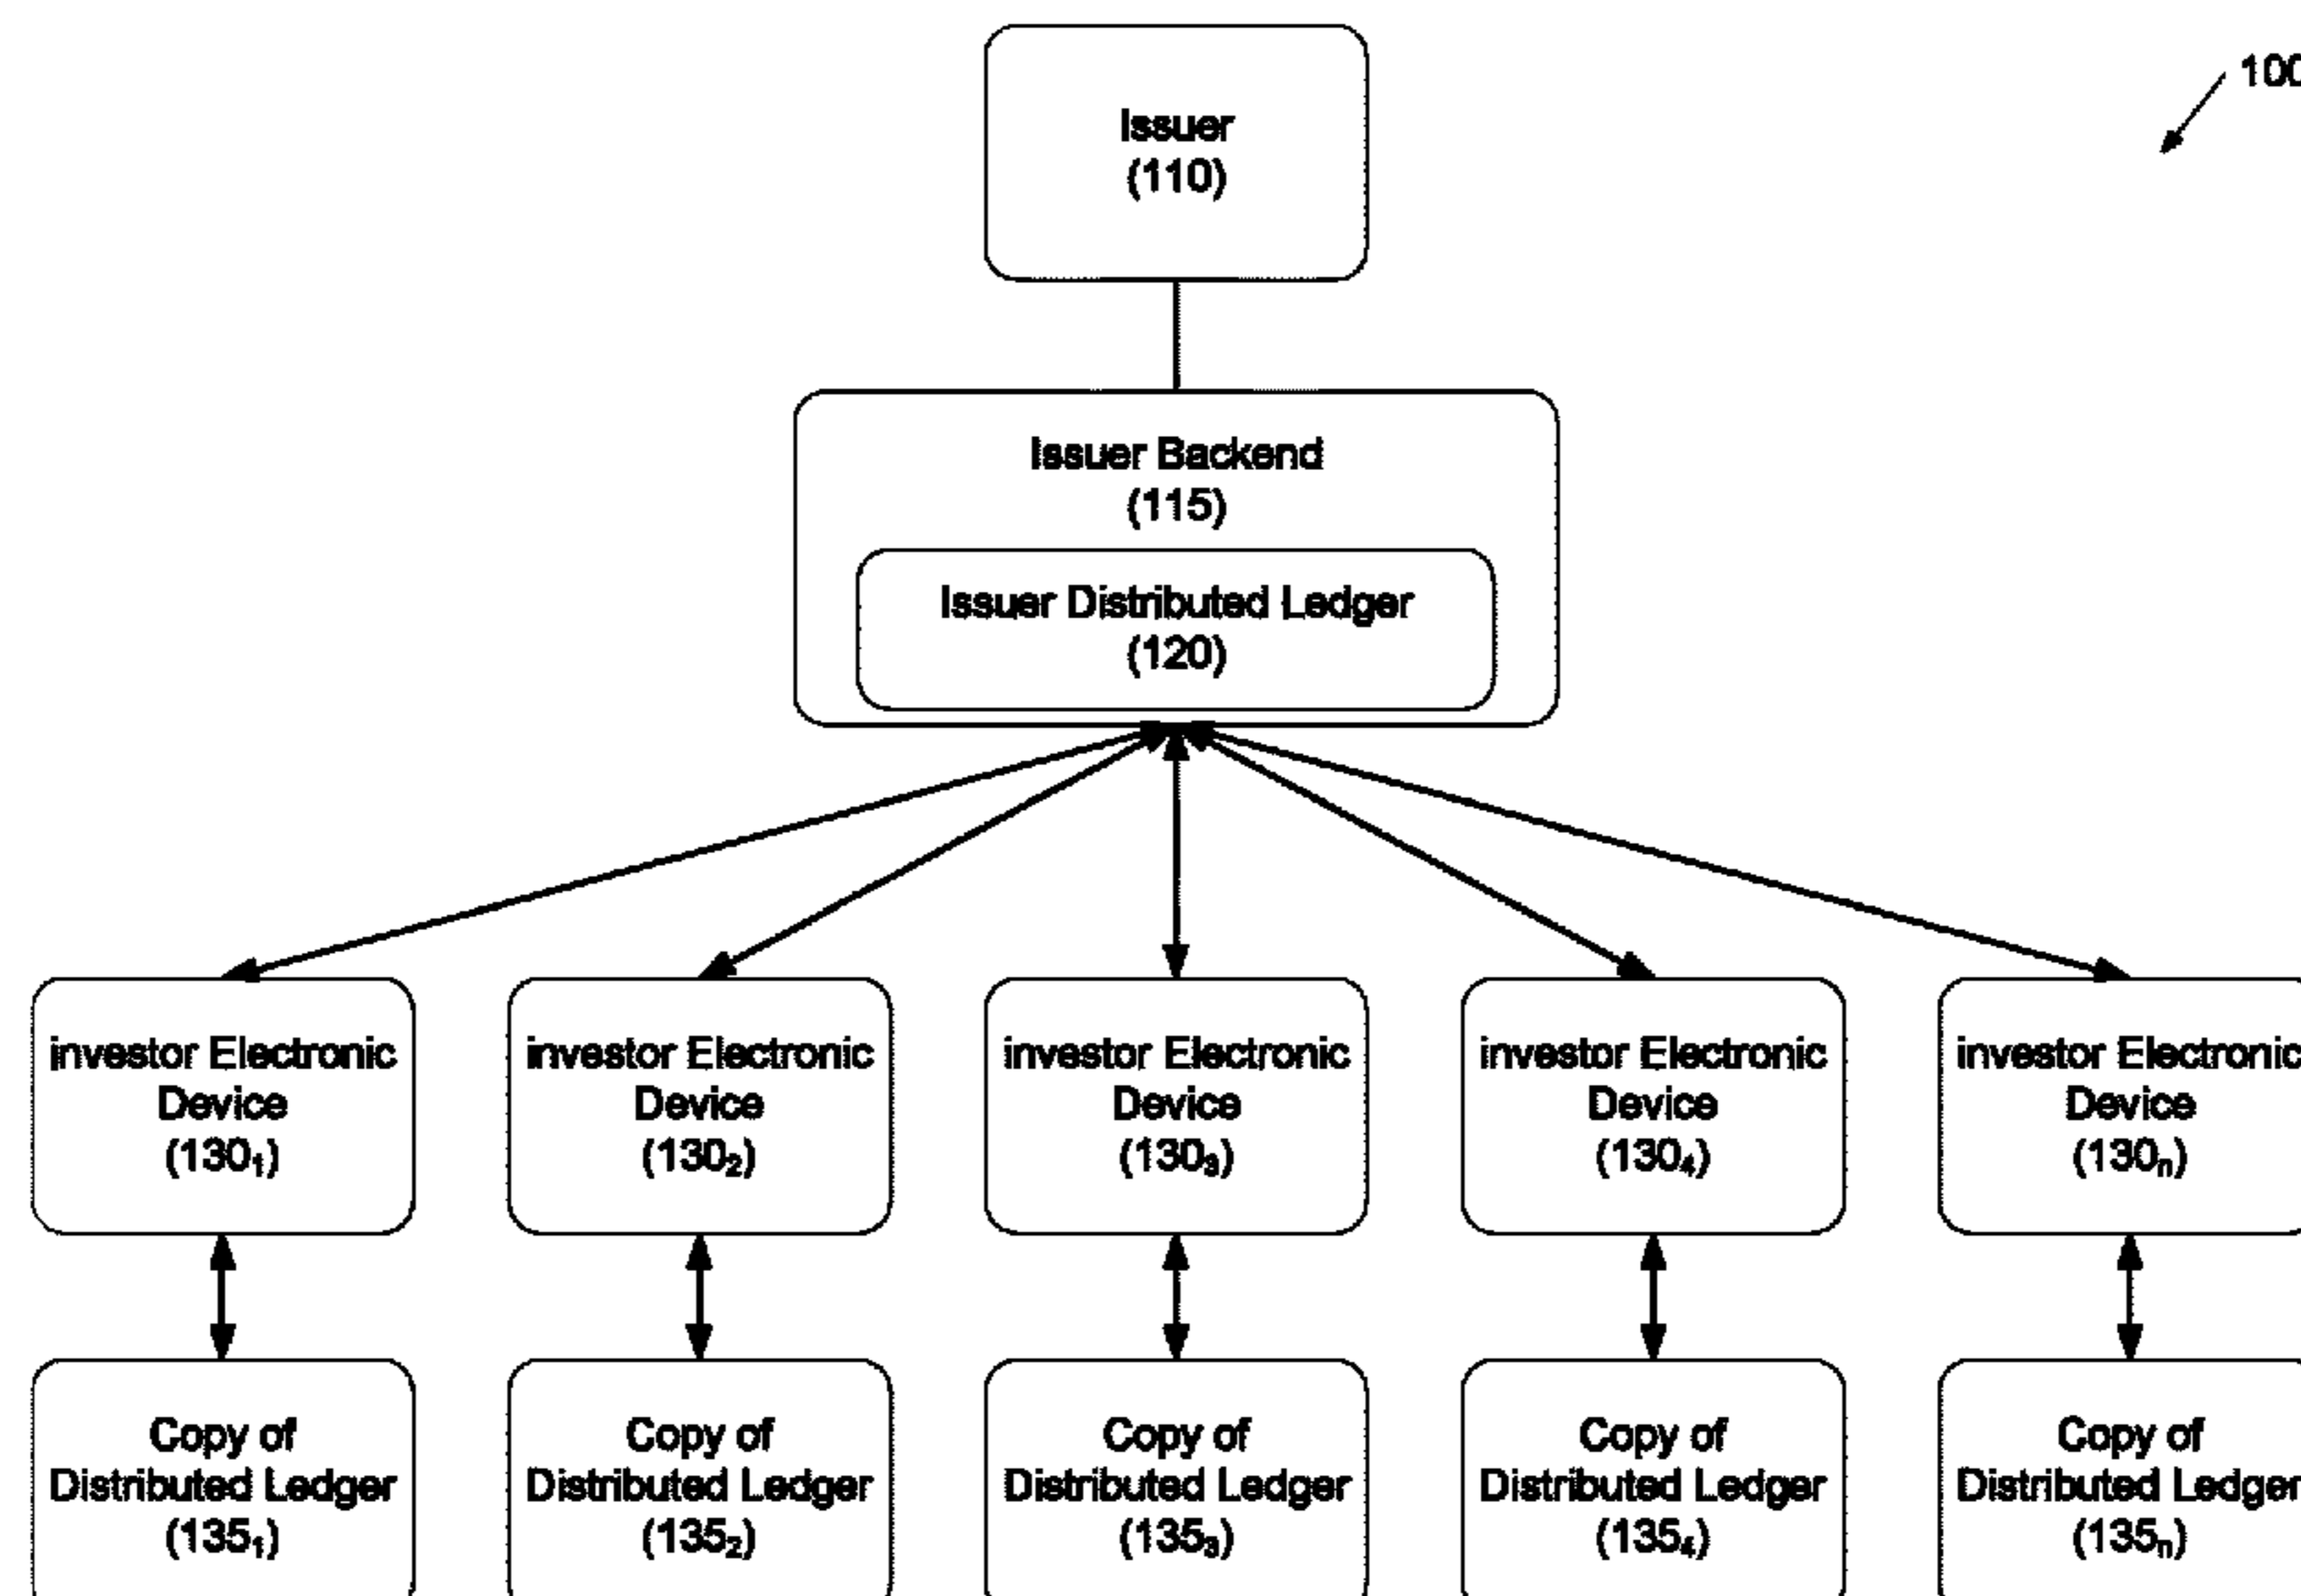 100
Issuer
(110)
Issuer Backend
(115)
Issuer Distributed Ledger
(120)
investor Electronic
Device
(130₁)
investor Electronic
Device
(130₂)
investor Electronic
Device
(130₃)
investor Electronic
Device
(130₄)
investor Electronic
Device
(130ₙ)
Copy of
Distributed Ledger
(135₁)
Copy of
Distributed Ledger
(135₂)
Copy of
Distributed Ledger
(135₃)
Copy of
Distributed Ledger
(135₄)
Copy of
Distributed Ledger
(135ₙ)